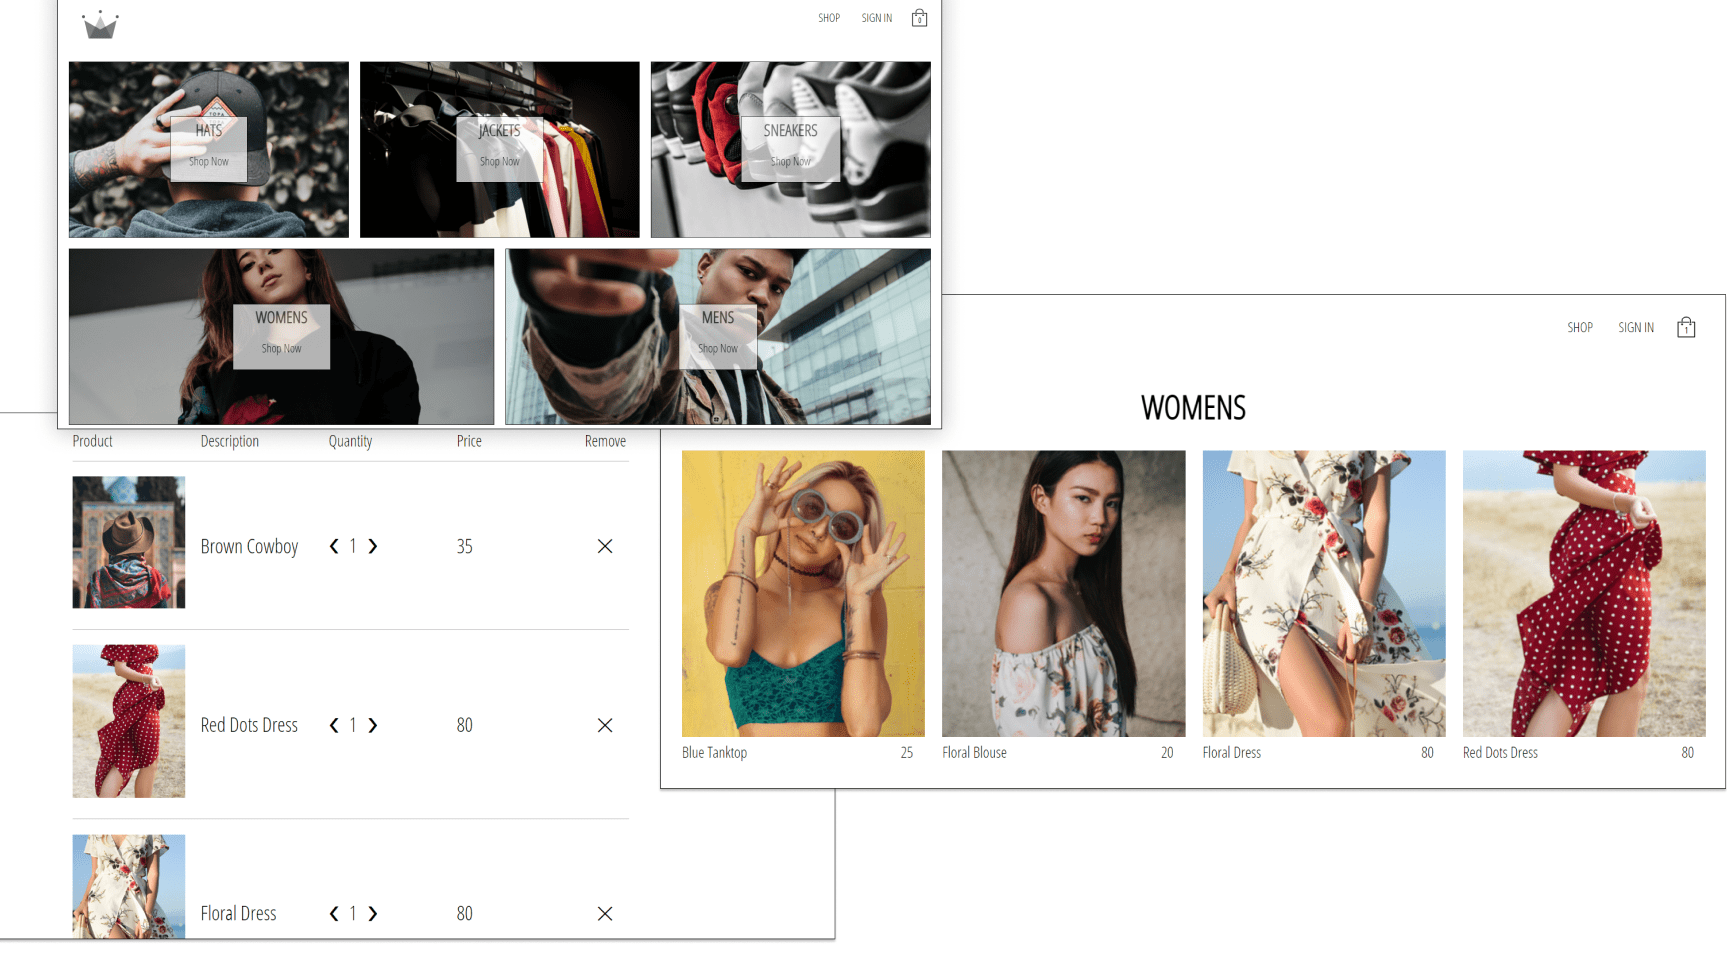 SHOP SIGN IN 0
HATS
Shop Now
JACKETS
Shop Now
SNEAKERS
Shop Now
WOMENS
Shop Now
MENS
Shop Now
Product Description Quantity Price Remove
Brown Cowboy 1 35
Red Dots Dress 1 80
Floral Dress 1 80
SHOP SIGN IN 1
WOMENS
Blue Tanktop 25 Floral Blouse 20 Floral Dress 80 Red Dots Dress 80